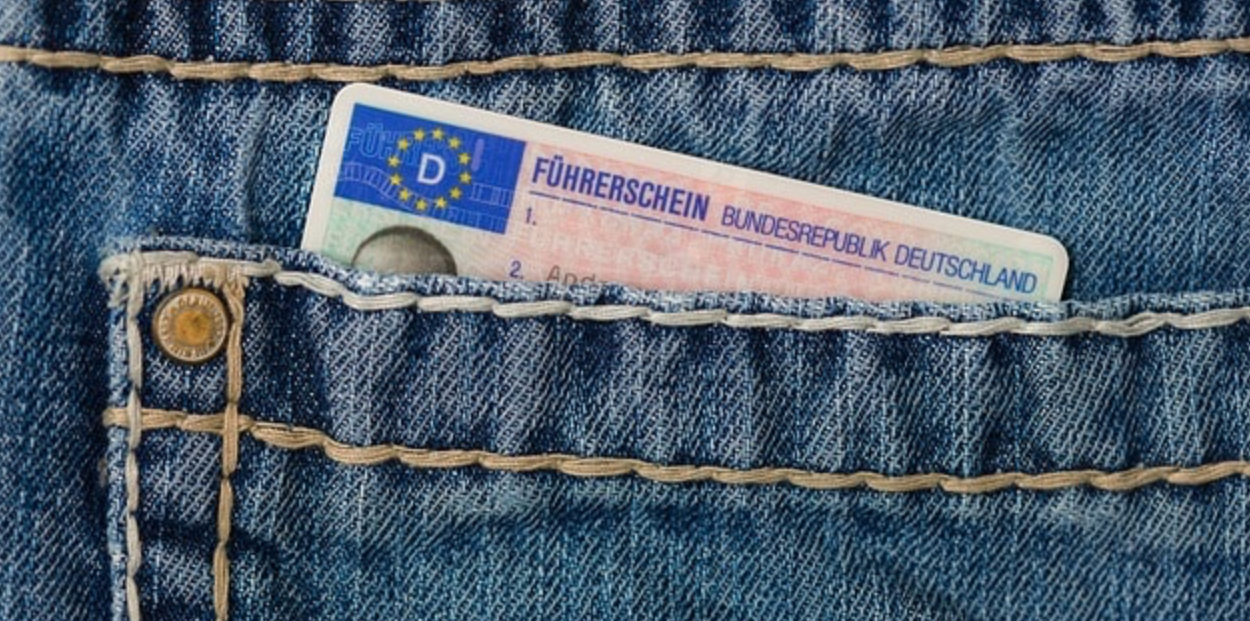 D
FÜHRERSCHEIN BUNDESREPUBLIK DEUTSCHLAND
1.
2.